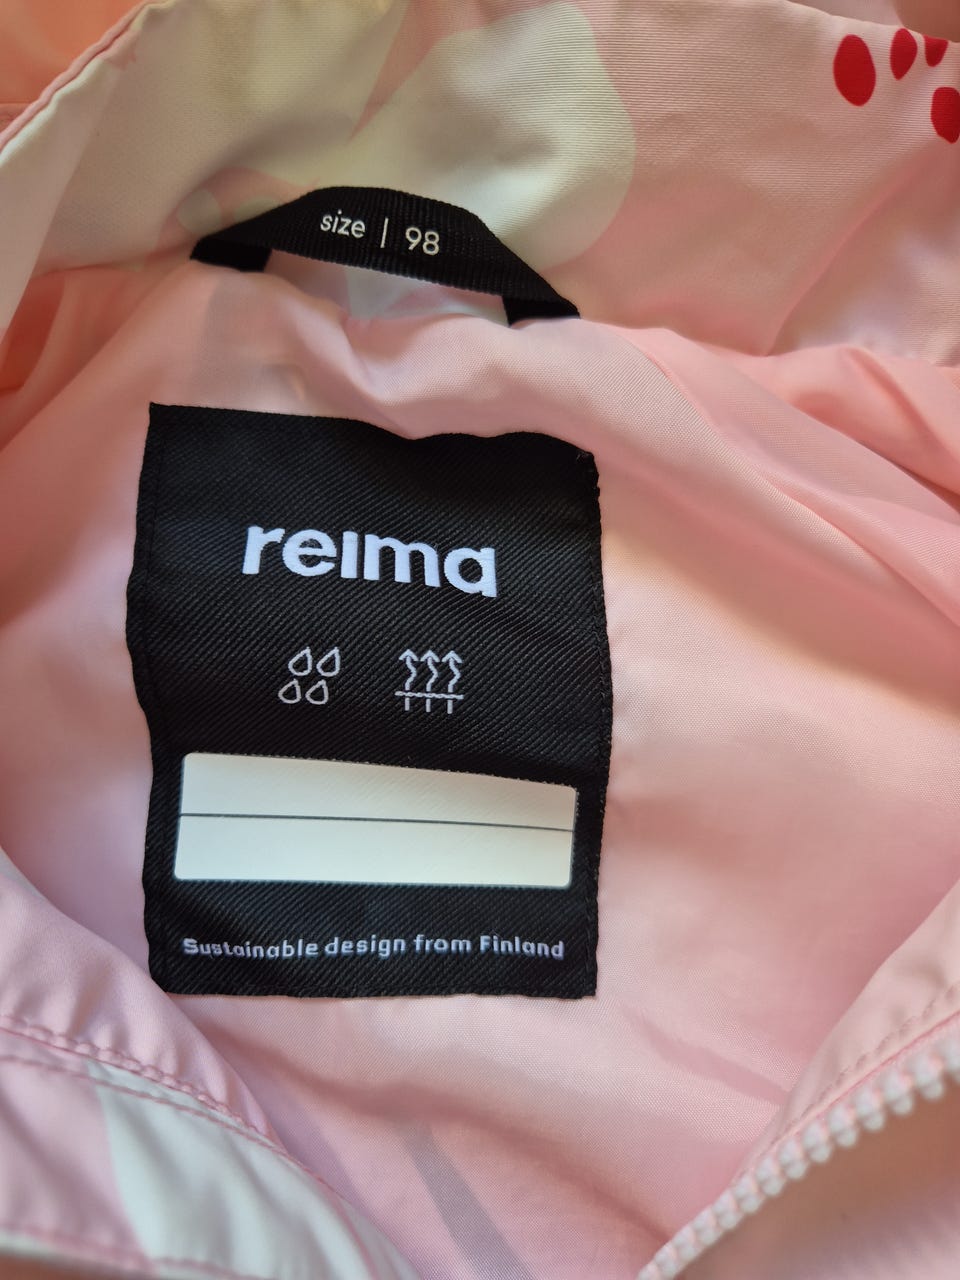 size | 98
reima
Sustainable design from Finland